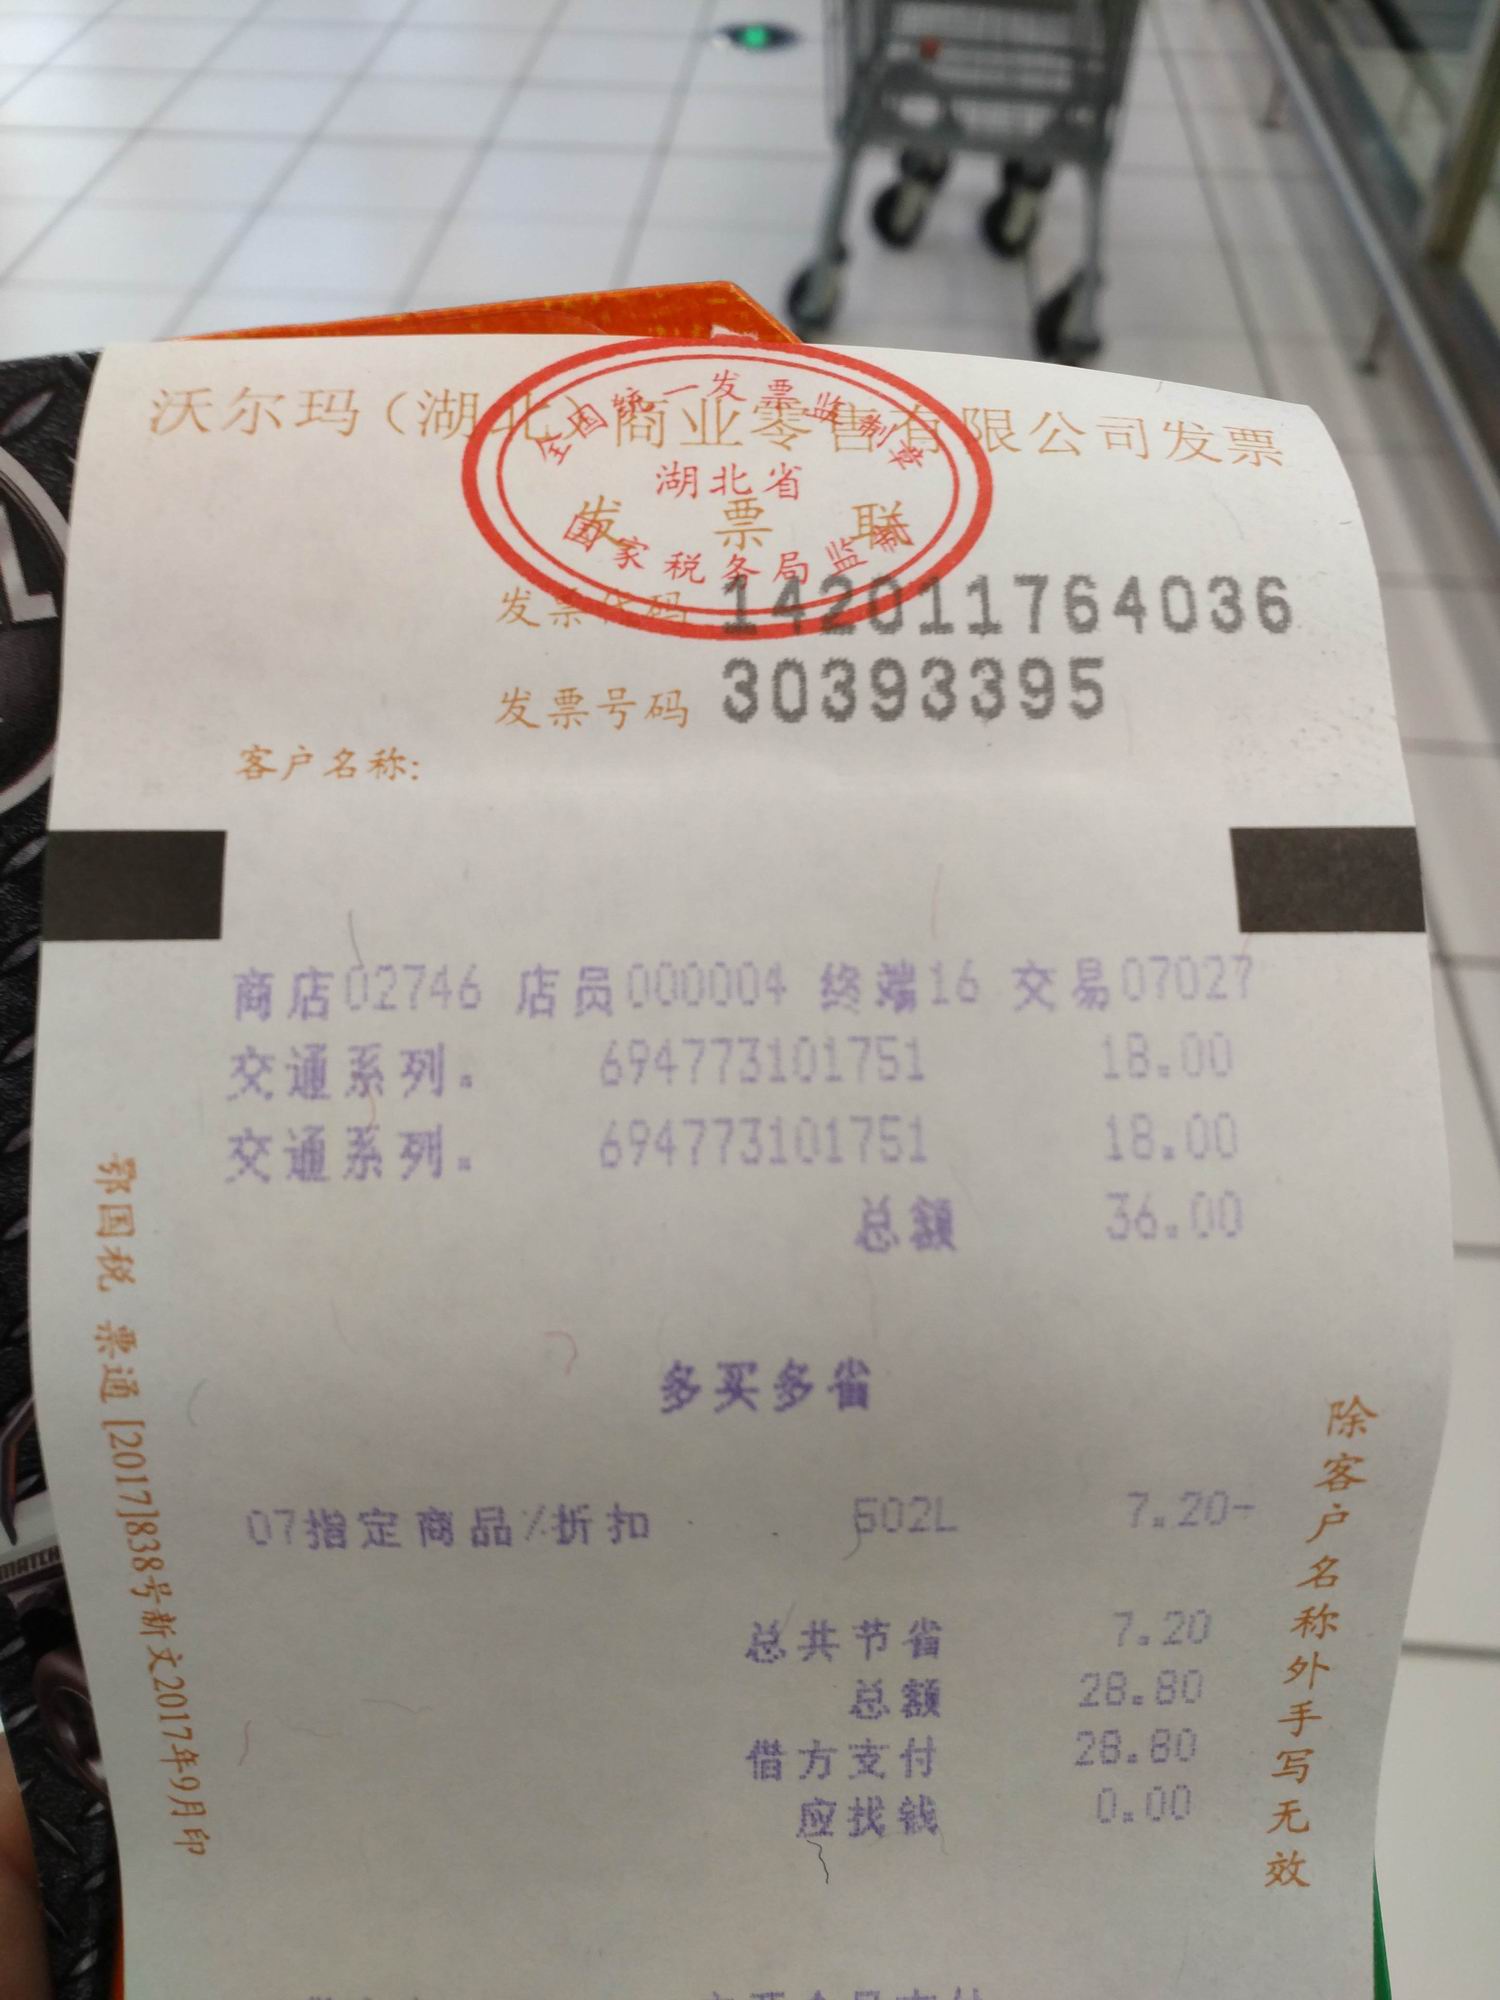 沃尔玛（湖北）商业零售有限公司发票
全国统一发票监制章
湖北省
发票联
国家税务局监制
发票代码 142011764036
发票号码 30393395
客户名称:
商店02746 店员000004 终端16 交易07027
交通系列. 694773101751 18.00
交通系列. 694773101751 18.00
总额 36.00
多买多省
07指定商品/折扣 502L 7.20-
总共节省 7.20
总额 28.80
借方支付 28.80
应找钱 0.00
鄂国税 票通 [2017]838号新文2017年9月印
除客户名称外手写无效